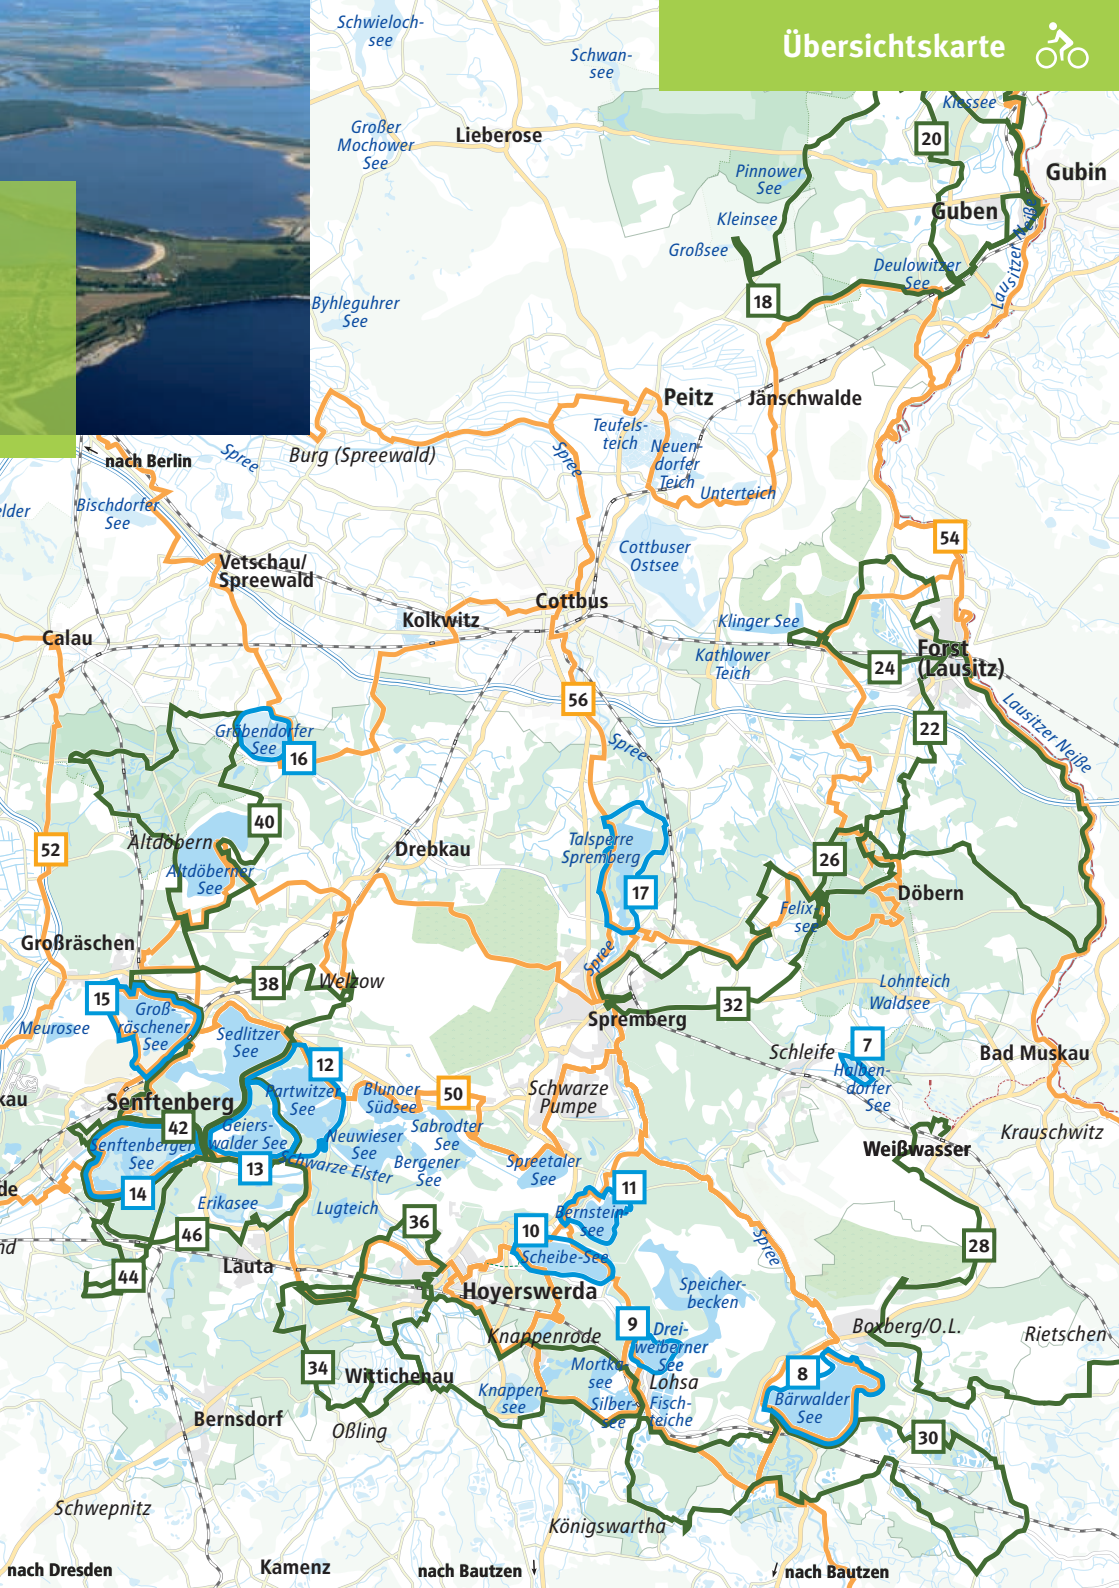 Übersichtskarte
Schwieloch-
see
Schwan-
see
Großer
Mochower
See
Lieberose
Klessee
20
Gubin
Pinnower
See
Guben
Kleinsee
Großsee
Lausitzer Neiße
Deulowitzer
See
18
Byhleguhrer
See
Peitz
Jänschwalde
Teufels-
teich
Neuen-
dorfer
Teich
Unterteich
nach Berlin
Spree
Burg (Spreewald)
Spree
Bischdorfer
See
elder
54
Cottbuser
Ostsee
Vetschau/
Spreewald
Cottbus
Kolkwitz
Klinger See
Calau
Kathlower
Teich
24
Forst
(Lausitz)
56
22
Lausitzer Neiße
Gräbendorfer
See
16
Spree
40
52
Altdöbern
Altdöberner
See
Drebkau
Talsperre
Spremberg
17
26
Döbern
Felix-
see
Großräschen
Spree
38
Welzow
15
Groß-
räschener
See
Meurosee
Sedlitzer
See
Spremberg
32
Lohnteich
Waldsee
Schleife
7
Halben-
dorfer
See
Bad Muskau
12
Partwitzer
See
Blunoer
Südsee
50
Schwarze
Pumpe
kau
Senftenberg
42
Geiers-
walder See
Neuwieser
See
Sabrodter
See
Bergener
See
Krauschwitz
Weißwasser
Senftenberger
See
13
Schwarze Elster
Spreetaler
See
14
de
11
Erikasee
Lugteich
Bernstein-
see
10
36
Scheibe-See
46
nd
Spree
28
44
Lauta
Hoyerswerda
Speicher-
becken
9
Drei-
weiberner
See
Knappenrode
Boxberg/O.L.
Rietschen
34
Wittichenau
Mortka-
see
Lohsa
8
Bärwalder
See
Knappen-
see
Silber-
see
Fisch-
teiche
Bernsdorf
Oßling
30
Schwepnitz
Königswartha
nach Dresden
Kamenz
nach Bautzen
nach Bautzen